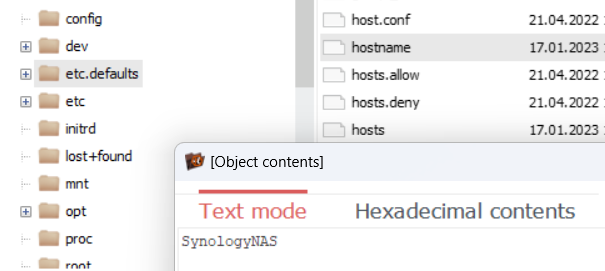 config
dev
etc.defaults
etc
initrd
lost+found
mnt
opt
proc
root
host.conf 21.04.2022
hostname 17.01.2023
hosts.allow 21.04.2022
hosts.deny 21.04.2022
hosts 17.01.2023
[Object contents]
Text mode Hexadecimal contents
SynologyNAS